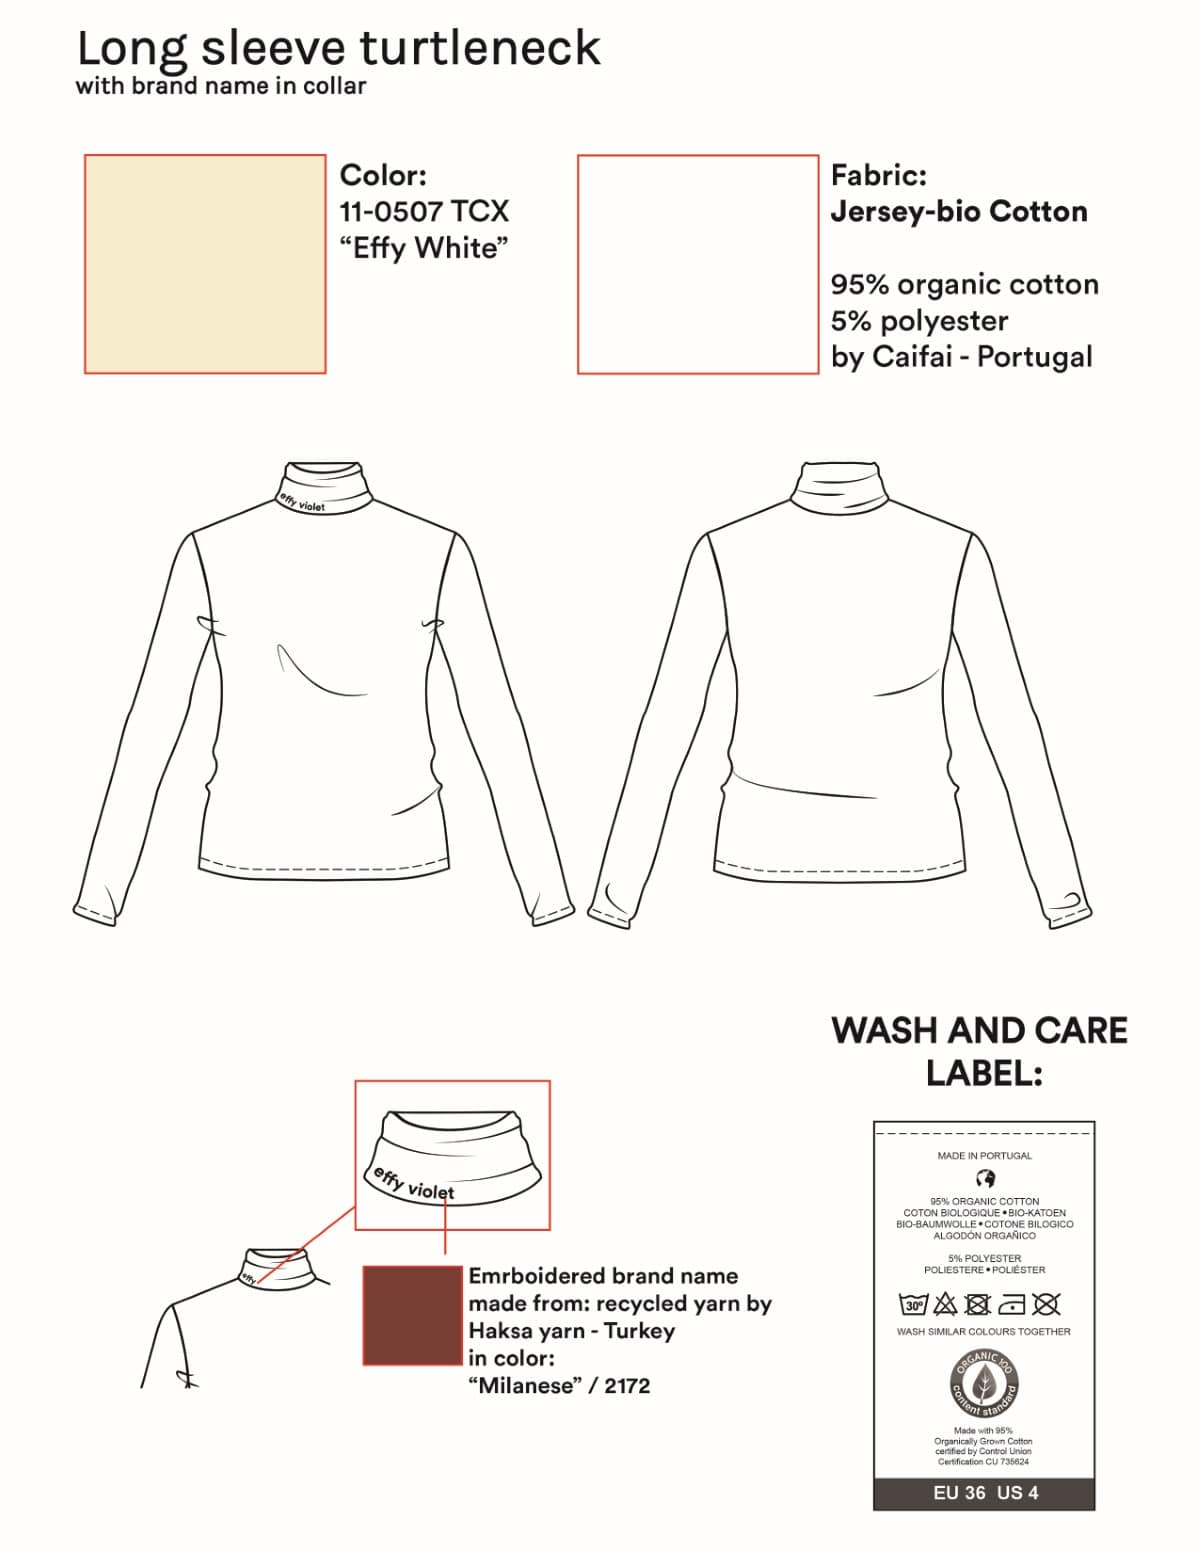 Long sleeve turtleneck
with brand name in collar
Color:
11-0507 TCX
“Effy White”
Fabric:
Jersey-bio Cotton
95% organic cotton
5% polyester
by Caifai - Portugal
effy violet
WASH AND CARE
LABEL:
effy violet
effy
Emrboidered brand name
made from: recycled yarn by
Haksa yarn - Turkey
in color:
“Milanese” / 2172
MADE IN PORTUGAL
95% ORGANIC COTTON
COTON BIOLOGIQUE • BIO-KATOEN
BIO-BAUMWOLLE • COTONE BILOGICO
ALGODÓN ORGAÑICO
5% POLYESTER
POLIESTERE • POLIÉSTER
30º
WASH SIMILAR COLOURS TOGETHER
ORGANIC 100
content standard
Made with 95%
Organically Grown Cotton
certified by Control Union
Certification CU 735624
EU 36 US 4